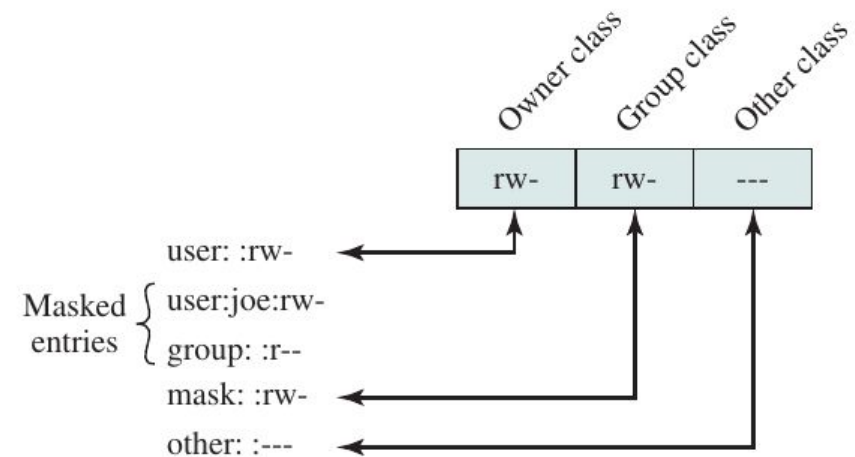 Owner class
Group class
Other class
rw-
rw-
---
user: :rw-
Masked
entries
user:joe:rw-
group: :r--
mask: :rw-
other: :---